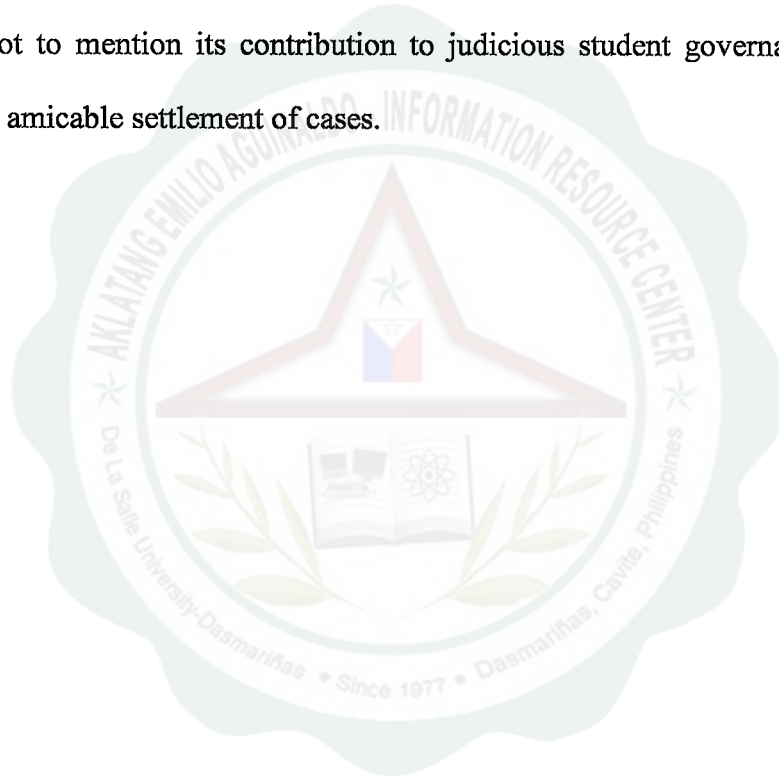 ot to mention its contribution to judicious student governa
amicable settlement of cases.
AKLATANG EMILIO AGUINALDO INFORMATION RESOURCE CENTER
De La Salle University-Dasmariñas • Since 1977 • Dasmariñas, Cavite, Philippines